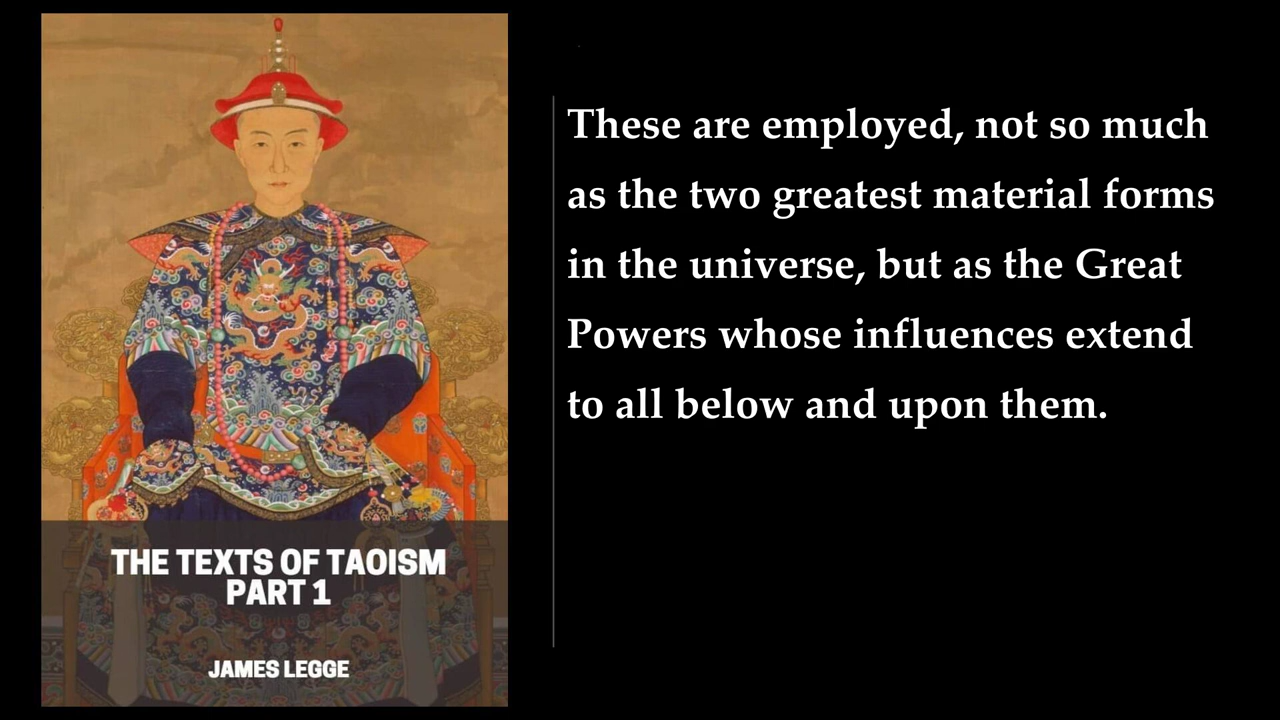 THE TEXTS OF TAOISM
PART 1
JAMES LEGGE
These are employed, not so much
as the two greatest material forms
in the universe, but as the Great
Powers whose influences extend
to all below and upon them.